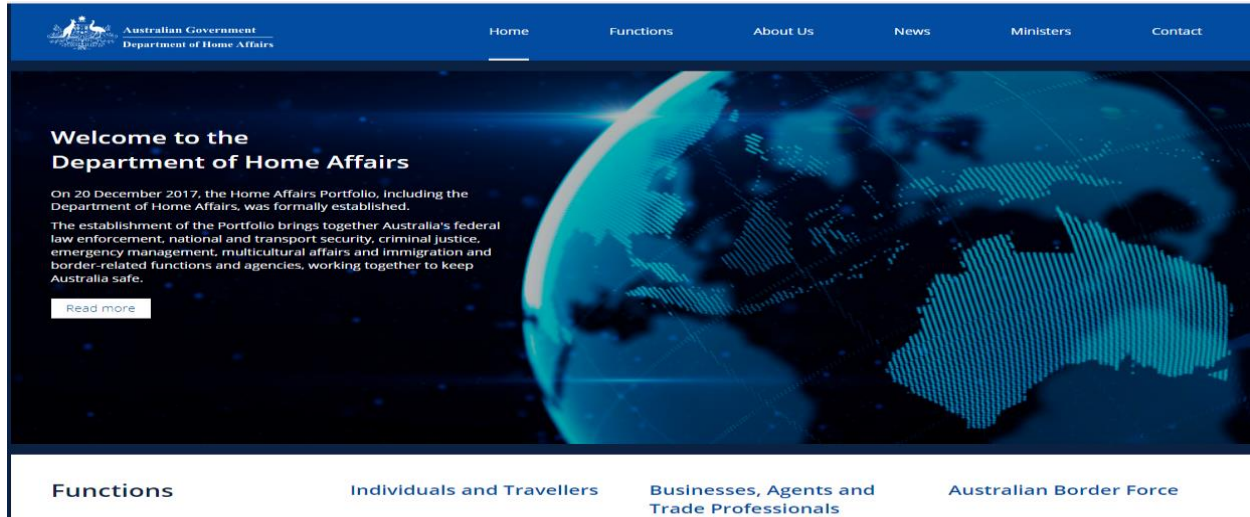 Australian Government
Department of Home Affairs
Home
Functions
About Us
News
Ministers
Contact
Welcome to the
Department of Home Affairs
On 20 December 2017, the Home Affairs Portfolio, including the
Department of Home Affairs, was formally established.
The establishment of the Portfolio brings together Australia's federal
law enforcement, national and transport security, criminal justice,
emergency management, multicultural affairs and immigration and
border-related functions and agencies, working together to keep
Australia safe.
Read more
Functions
Individuals and Travellers
Businesses, Agents and
Trade Professionals
Australian Border Force